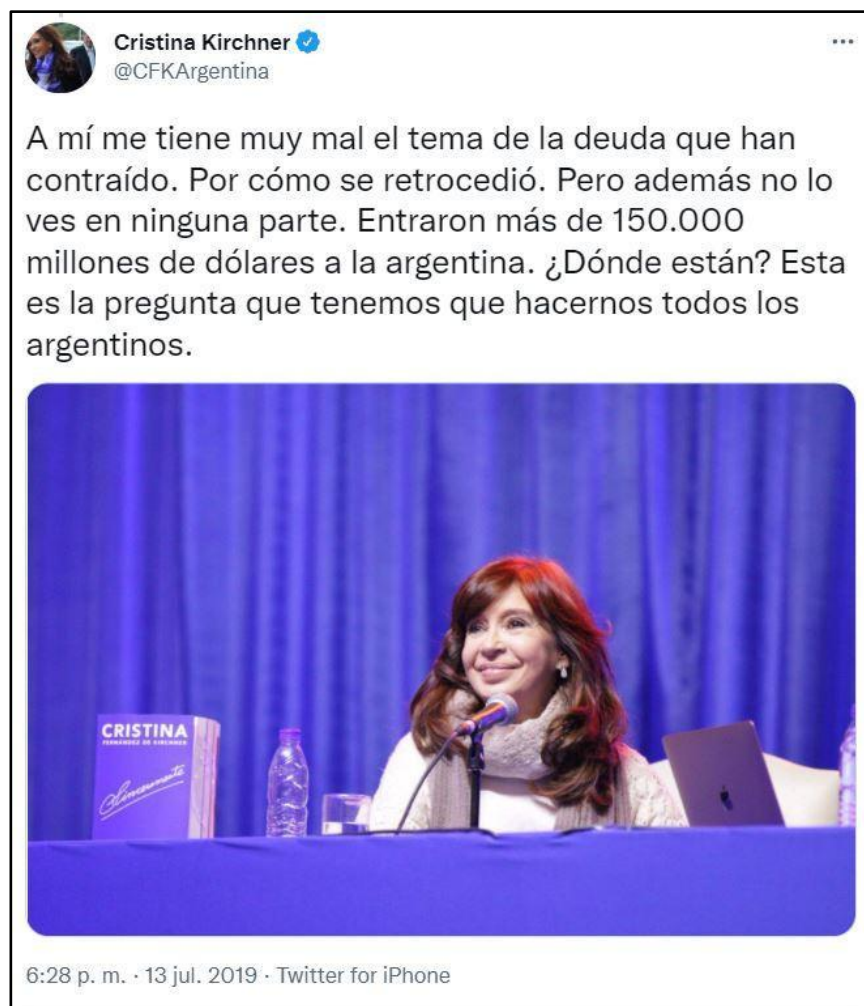 Cristina Kirchner
@CFKArgentina
A mí me tiene muy mal el tema de la deuda que han
contraído. Por cómo se retrocedió. Pero además no lo
ves en ninguna parte. Entraron más de 150.000
millones de dólares a la argentina. ¿Dónde están? Esta
es la pregunta que tenemos que hacernos todos los
argentinos.
CRISTINA
FERNÁNDEZ DE KIRCHNER
Sinceramente
6:28 p. m. · 13 jul. 2019 · Twitter for iPhone